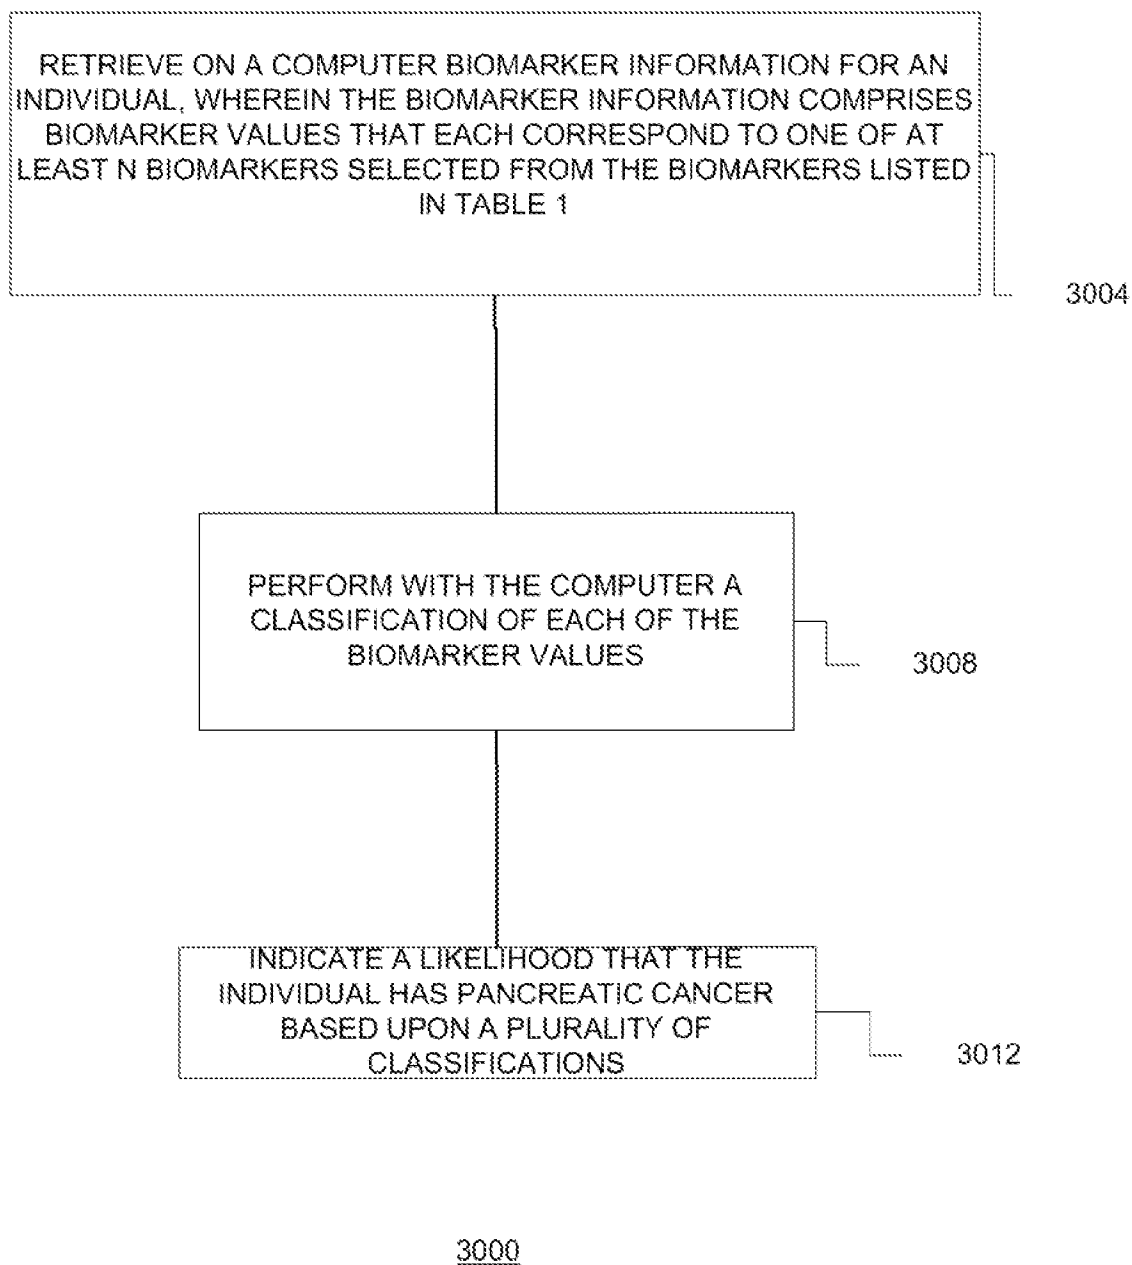 RETRIEVE ON A COMPUTER BIOMARKER INFORMATION FOR AN
INDIVIDUAL, WHEREIN THE BIOMARKER INFORMATION COMPRISES
BIOMARKER VALUES THAT EACH CORRESPOND TO ONE OF AT
LEAST N BIOMARKERS SELECTED FROM THE BIOMARKERS LISTED
IN TABLE 1
3004
PERFORM WITH THE COMPUTER A
CLASSIFICATION OF EACH OF THE
BIOMARKER VALUES
3008
INDICATE A LIKELIHOOD THAT THE
INDIVIDUAL HAS PANCREATIC CANCER
BASED UPON A PLURALITY OF
CLASSIFICATIONS
3012
3000